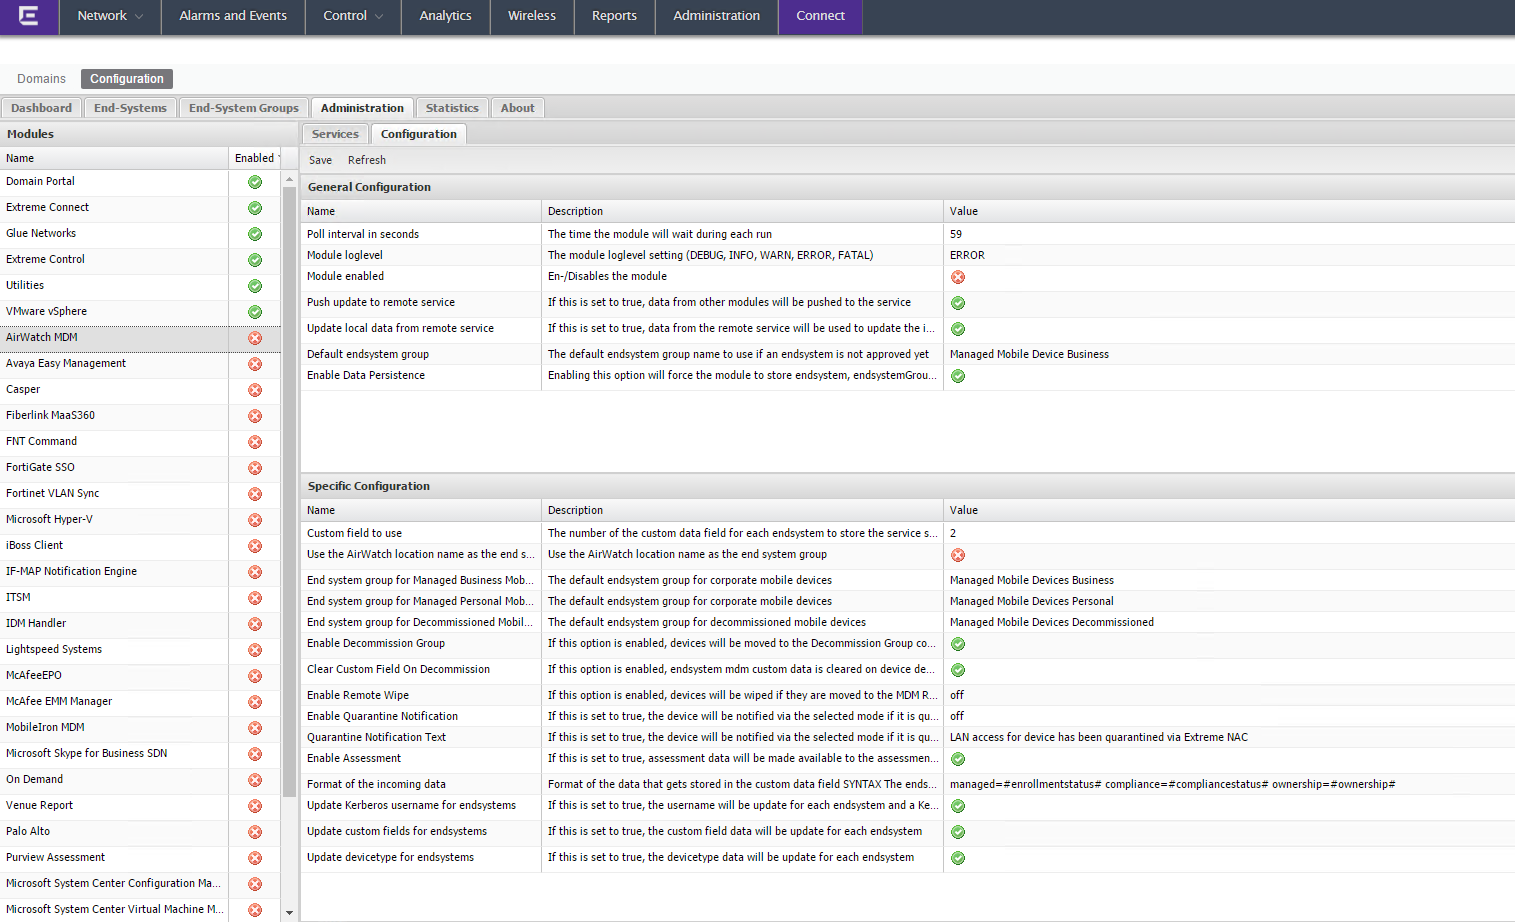 Network Alarms and Events Control Analytics Wireless Reports Administration Connect
Domains Configuration
Dashboard End-Systems End-System Groups Administration Statistics About
Modules
Name Enabled
Domain Portal
Extreme Connect
Glue Networks
Extreme Control
Utilities
VMware vSphere
AirWatch MDM
Avaya Easy Management
Casper
Fiberlink MaaS360
FNT Command
FortiGate SSO
Fortinet VLAN Sync
Microsoft Hyper-V
iBoss Client
IF-MAP Notification Engine
ITSM
IDM Handler
Lightspeed Systems
McAfeeEPO
McAfee EMM Manager
MobileIron MDM
Microsoft Skype for Business SDN
On Demand
Venue Report
Palo Alto
Purview Assessment
Microsoft System Center Configuration Ma...
Microsoft System Center Virtual Machine M...
Services Configuration
Save Refresh
General Configuration
Name Description Value
Poll interval in seconds The time the module will wait during each run 59
Module loglevel The module loglevel setting (DEBUG, INFO, WARN, ERROR, FATAL) ERROR
Module enabled En-/Disables the module
Push update to remote service If this is set to true, data from other modules will be pushed to the service
Update local data from remote service If this is set to true, data from the remote service will be used to update the i...
Default endsystem group The default endsystem group name to use if an endsystem is not approved yet Managed Mobile Device Business
Enable Data Persistence Enabling this option will force the module to store endsystem, endsystemGrou...
Specific Configuration
Name Description Value
Custom field to use The number of the custom data field for each endsystem to store the service s... 2
Use the AirWatch location name as the end s... Use the AirWatch location name as the end system group
End system group for Managed Business Mob... The default endsystem group for corporate mobile devices Managed Mobile Devices Business
End system group for Managed Personal Mob... The default endsystem group for corporate mobile devices Managed Mobile Devices Personal
End system group for Decommissioned Mobil... The default endsystem group for decommissioned mobile devices Managed Mobile Devices Decommissioned
Enable Decommission Group If this option is enabled, devices will be moved to the Decommission Group co...
Clear Custom Field On Decommission If this option is enabled, endsystem mdm custom data is cleared on device de...
Enable Remote Wipe If this option is enabled, devices will be wiped if they are moved to the MDM R... off
Enable Quarantine Notification If this is set to true, the device will be notified via the selected mode if it is qu... off
Quarantine Notification Text If this is set to true, the device will be notified via the selected mode if it is qu... LAN access for device has been quarantined via Extreme NAC
Enable Assessment If this is set to true, assessment data will be made available to the assessmen...
Format of the incoming data Format of the data that gets stored in the custom data field SYNTAX The ends... managed=#enrollmentstatus# compliance=#compliancestatus# ownership=#ownership#
Update Kerberos username for endsystems If this is set to true, the username will be update for each endsystem and a Ke...
Update custom fields for endsystems If this is set to true, the custom field data will be update for each endsystem
Update devicetype for endsystems If this is set to true, the devicetype data will be update for each endsystem